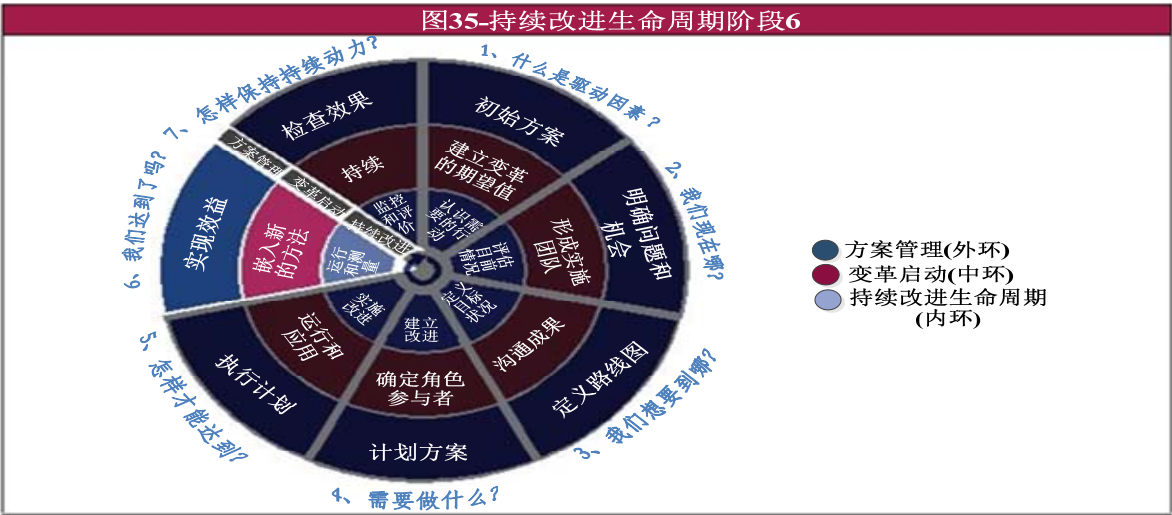 图35-持续改进生命周期阶段6
1、什么是驱动因素？
2、我们现在哪?
3、我们想要到哪?
4、需要做什么?
5、怎样才能达到?
6、我们达到了吗?
7、怎样保持持续动力?
初始方案
明确问题和
机会
定义路线图
计划方案
执行计划
实现效益
检查效果
方案管理
变革启动
持续改进
建立变革
的期望值
形成实施
团队
沟通成果
确定角色
参与者
运行和
应用
嵌入新
的方法
持续
认识需
要的行
动
评估
目前
情况
定义
目标
状况
建立
改进
实施
改进
运行
和测
量
监控
和评
价
方案管理(外环)
变革启动(中环)
持续改进生命周期
(内环)